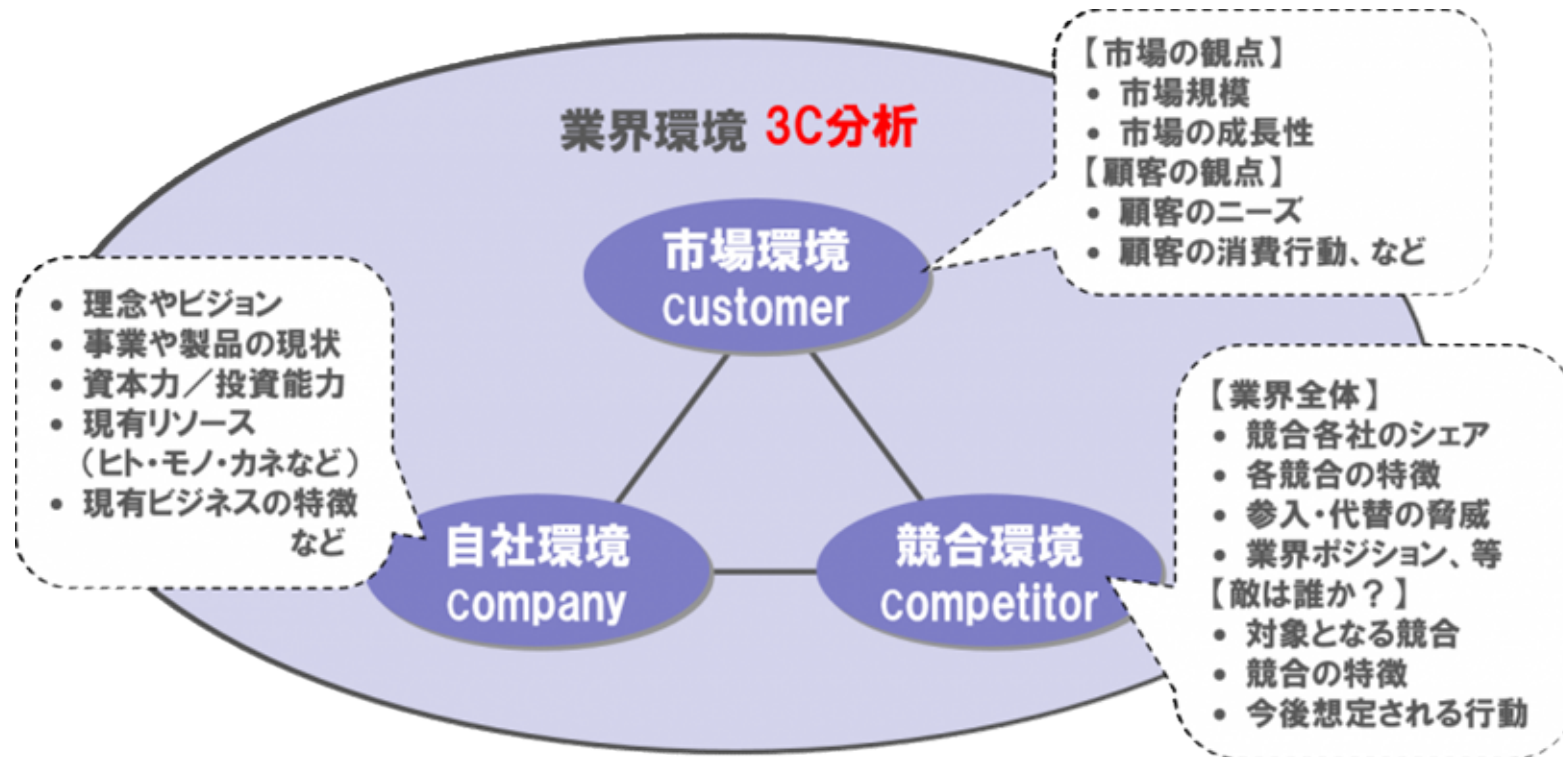 業界環境 3C分析
【市場の観点】
• 市場規模
• 市場の成長性
【顧客の観点】
• 顧客のニーズ
• 顧客の消費行動、など
市場環境
customer
• 理念やビジョン
• 事業や製品の現状
• 資本力／投資能力
• 現有リソース
（ヒト・モノ・カネなど）
• 現有ビジネスの特徴
など
自社環境
company
競合環境
competitor
【業界全体】
• 競合各社のシェア
• 各競合の特徴
• 参入・代替の脅威
• 業界ポジション、等
【敵は誰か？】
• 対象となる競合
• 競合の特徴
• 今後想定される行動